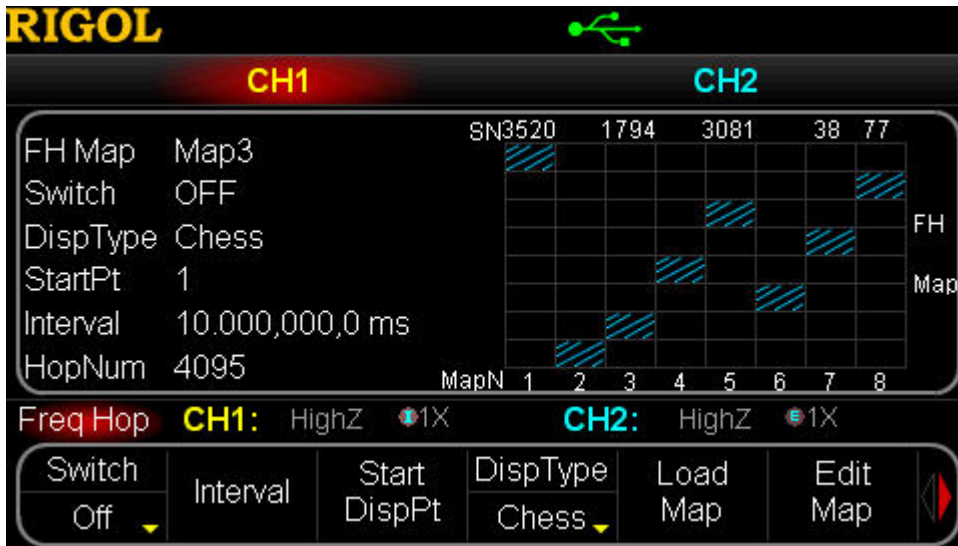 RIGOL
CH1 CH2
SN 3520 1794 3081 38 77
FH Map Map3
Switch OFF
DispType Chess
StartPt 1
Interval 10.000,000,0 ms
HopNum 4095
FH
Map
MapN 1 2 3 4 5 6 7 8
Freq Hop CH1: HighZ I 1X CH2: HighZ E 1X
Switch
Off
Interval
Start
DispPt
DispType
Chess
Load
Map
Edit
Map